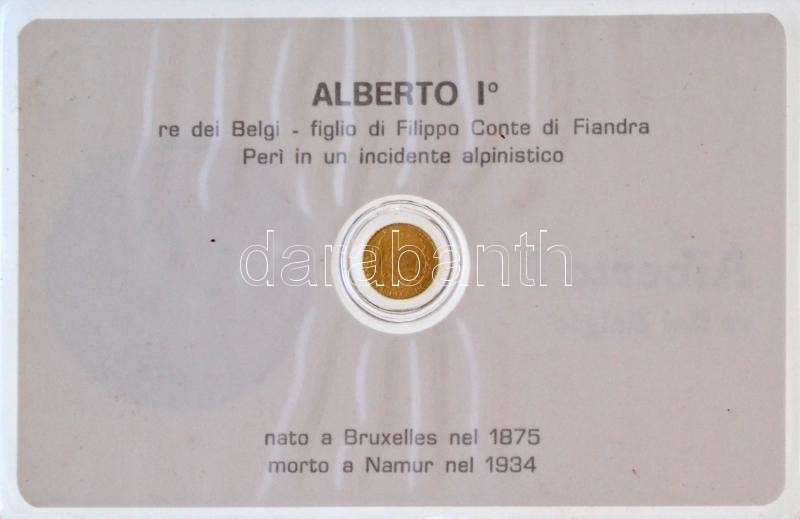 ALBERTO Iº
re dei Belgi - figlio di Filippo Conte di Fiandra
Perì in un incidente alpinistico
darabanth
nato a Bruxelles nel 1875
morto a Namur nel 1934